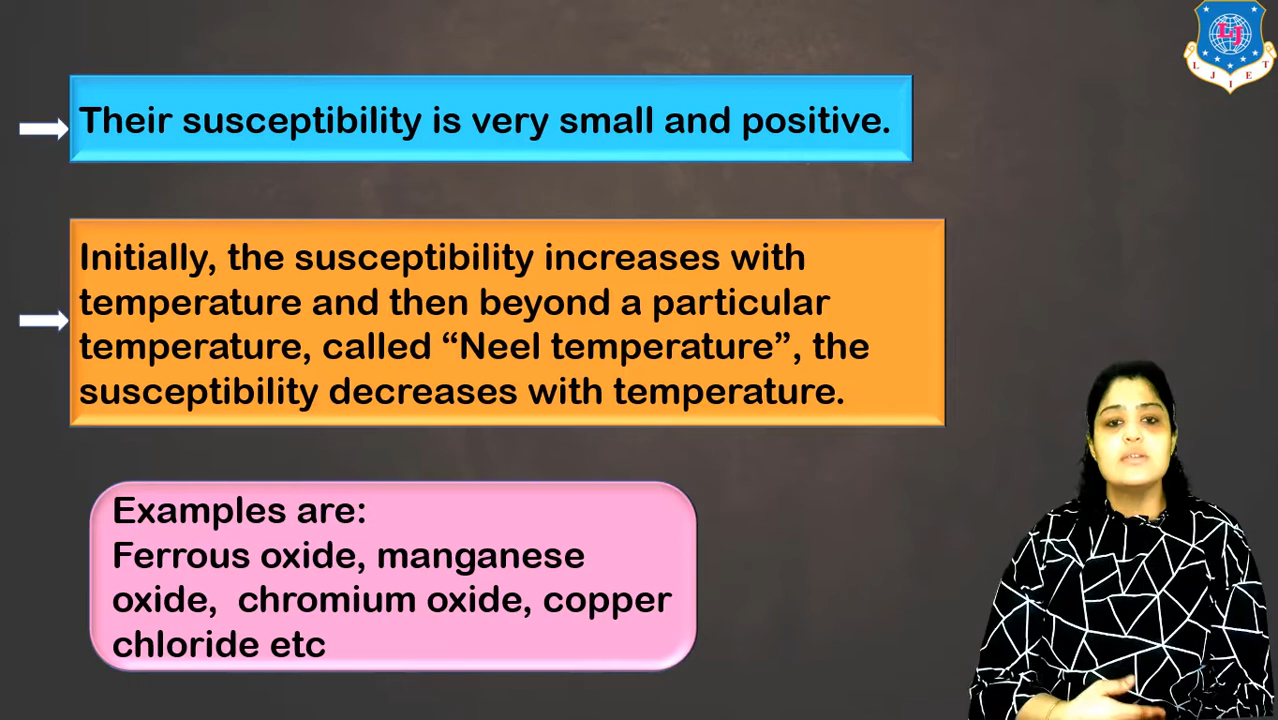 LJ
L J I E T
Their susceptibility is very small and positive.
Initially, the susceptibility increases with
temperature and then beyond a particular
temperature, called “Neel temperature”, the
susceptibility decreases with temperature.
Examples are:
Ferrous oxide, manganese
oxide,  chromium oxide, copper
chloride etc